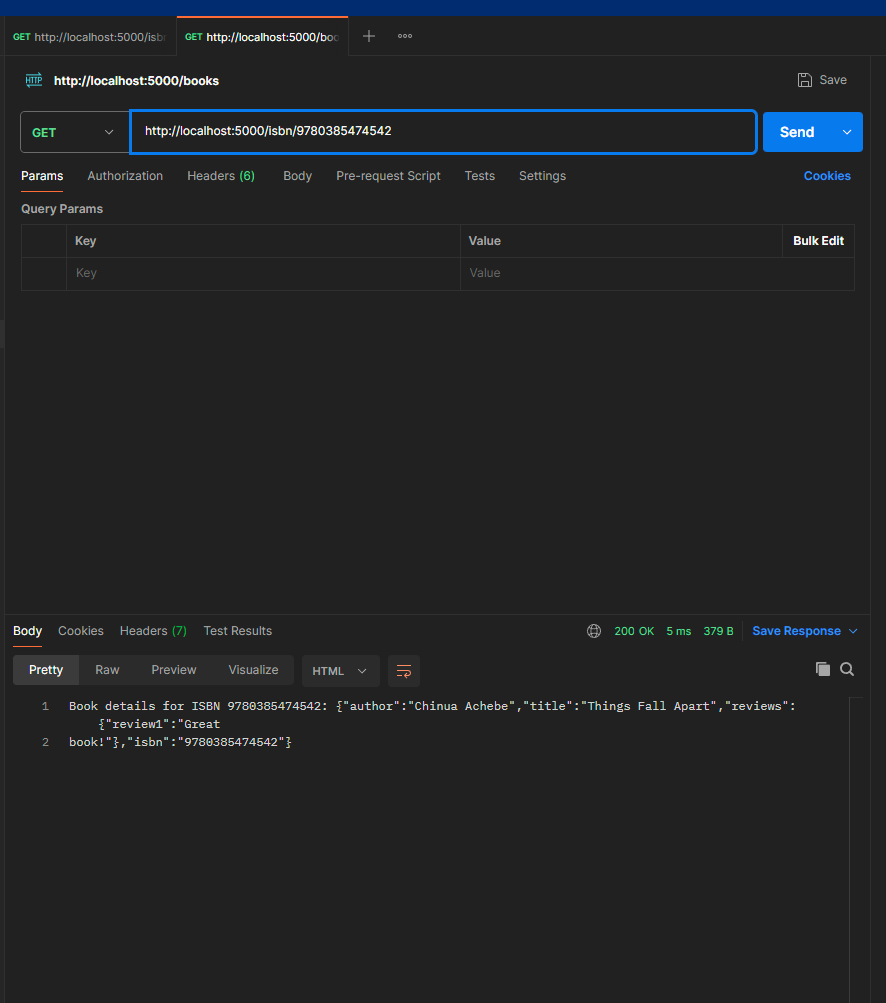 GET http://localhost:5000/isb
GET http://localhost:5000/boo
HTTP http://localhost:5000/books
Save
GET
http://localhost:5000/isbn/9780385474542
Send
Params Authorization Headers (6) Body Pre-request Script Tests Settings Cookies
Query Params
Key Value Bulk Edit
Key Value
Body Cookies Headers (7) Test Results 200 OK 5 ms 379 B Save Response
Pretty Raw Preview Visualize HTML
1 Book details for ISBN 9780385474542: {"author":"Chinua Achebe","title":"Things Fall Apart","reviews":
{"review1":"Great
2 book!"},"isbn":"9780385474542"}